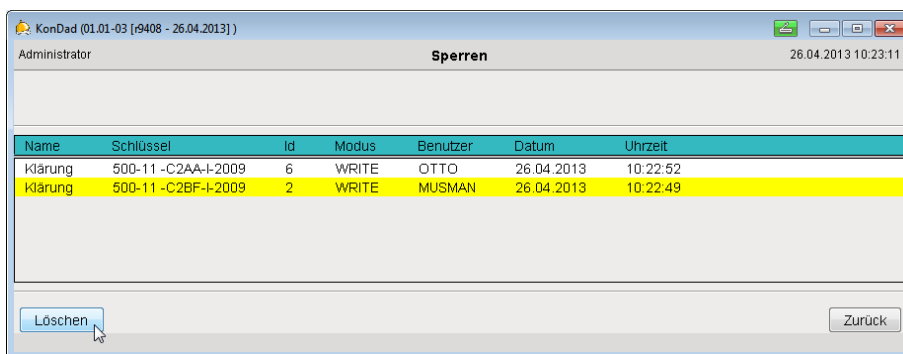 KonDad (01.01-03 [r9408 - 26.04.2013] )
Administrator Sperren 26.04.2013 10:23:11
Name Schlüssel Id Modus Benutzer Datum Uhrzeit
Klärung 500-11 -C2AA-I-2009 6 WRITE OTTO 26.04.2013 10:22:52
Klärung 500-11 -C2BF-I-2009 2 WRITE MUSMAN 26.04.2013 10:22:49
Löschen Zurück